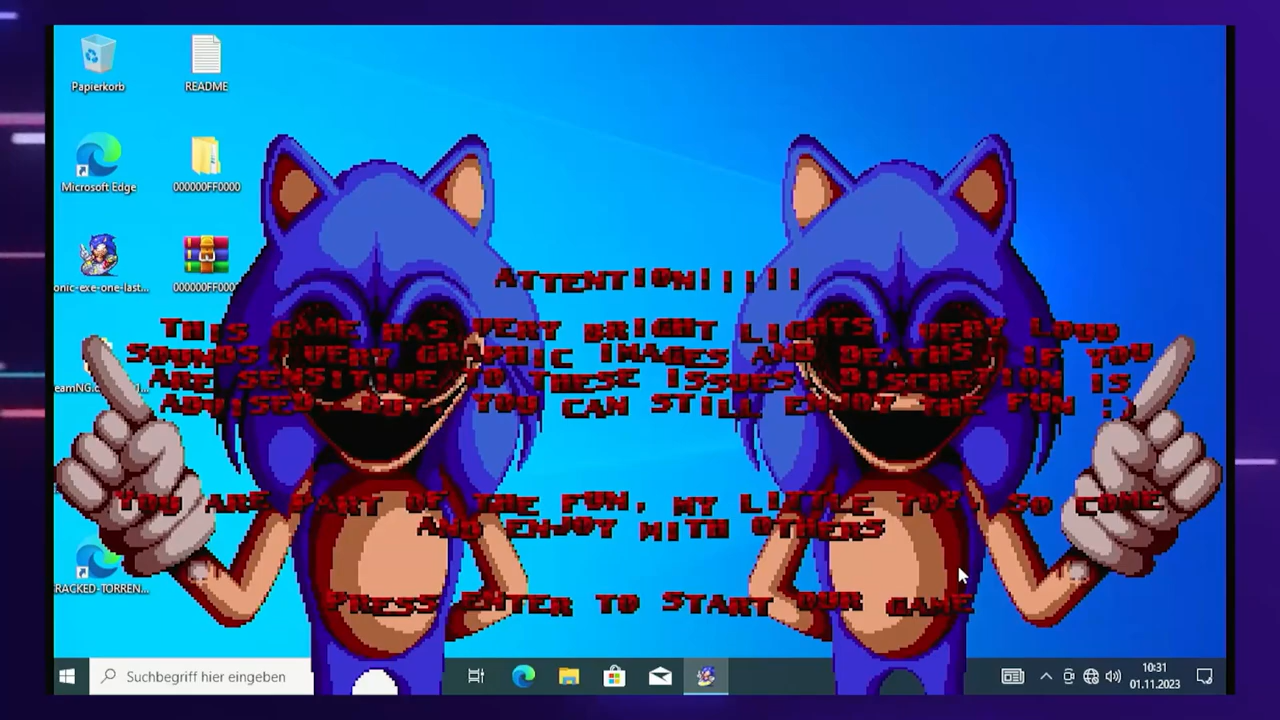 Papierkorb
README
Microsoft Edge
000000FF0000
onic-exe-one-last...
000000FF000
ATTENTION!!!!!!
THIS GAME HAS VERY BRIGHT LIGHTS, VERY LOUD
SOUNDS, VERY GRAPHIC IMAGES AND DEATHS, IF YOU
ARE SENSITIVE TO THESE ISSUES, DISCRETION IS
ADVISED, BUT, YOU CAN STILL ENJOY THE FUN :)
eamNG.
YOU ARE PART OF THE FUN, MY LITTLE TOY, SO COME
AND ENJOY WITH OTHERS
RACKED-TORREN...
PRESS ENTER TO START OUR GAME
Suchbegriff hier eingeben
10:31
01.11.2023